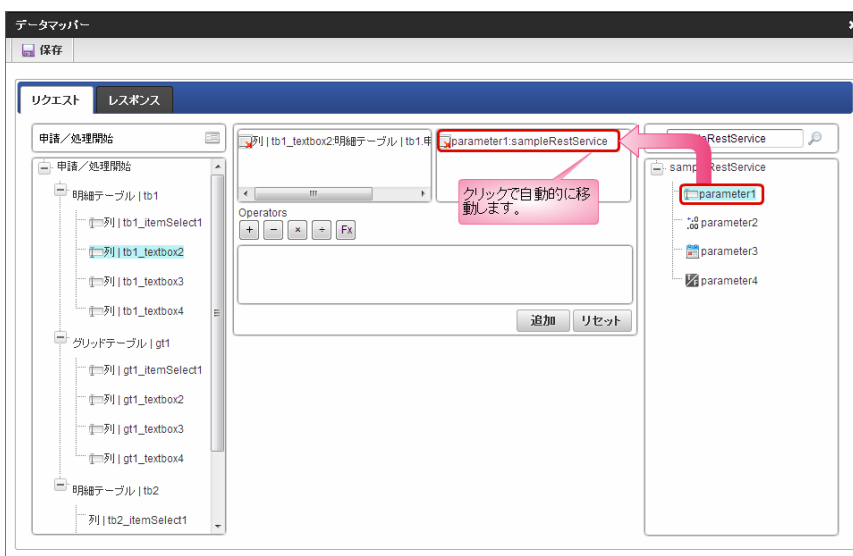 データマッパー
保存
リクエスト レスポンス
申請／処理開始
申請／処理開始
明細テーブル | tb1
列 | tb1_itemSelect1
列 | tb1_textbox2
列 | tb1_textbox3
列 | tb1_textbox4
グリッドテーブル | gt1
列 | gt1_itemSelect1
列 | gt1_textbox2
列 | gt1_textbox3
列 | gt1_textbox4
明細テーブル | tb2
列 | tb2_itemSelect1
列 | tb1_textbox2:明細テーブル | tb1.申
parameter1:sampleRestService
クリックで自動的に移
動します。
Operators
+ − × ÷ Fx
追加 リセット
RestService
sampleRestService
parameter1
parameter2
parameter3
parameter4